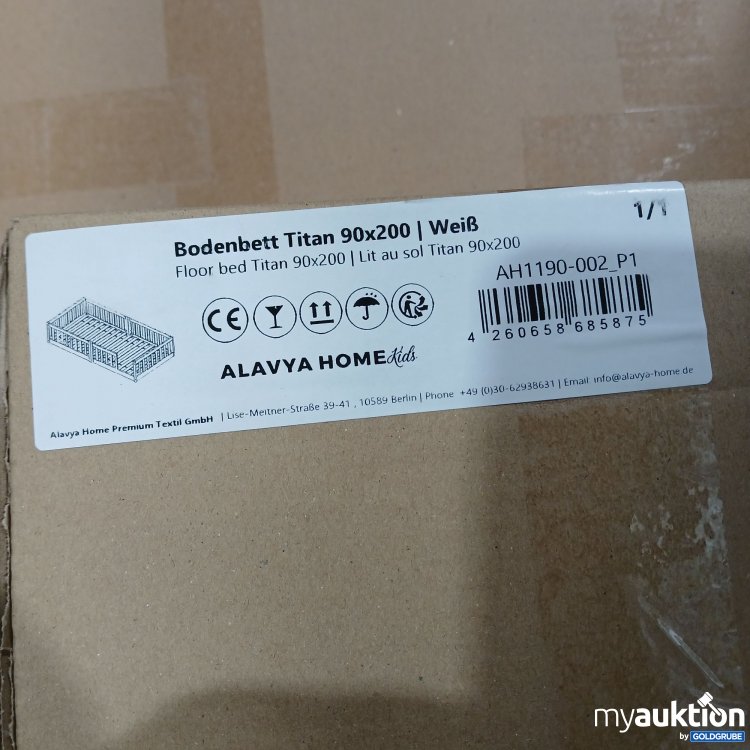 Bodenbett Titan 90x200 | Weiß
Floor bed Titan 90x200 | Lit au sol Titan 90x200
1/1
AH1190-002_P1
CE
4 260658 685875
ALAVYA HOME Kids
Alavya Home Premium Textil GmbH | Lise-Meitner-Straße 39-41 , 10589 Berlin | Phone +49 (0)30-62938631 | Email info@alavya-home.de
myauktion
by GOLDGRUBE